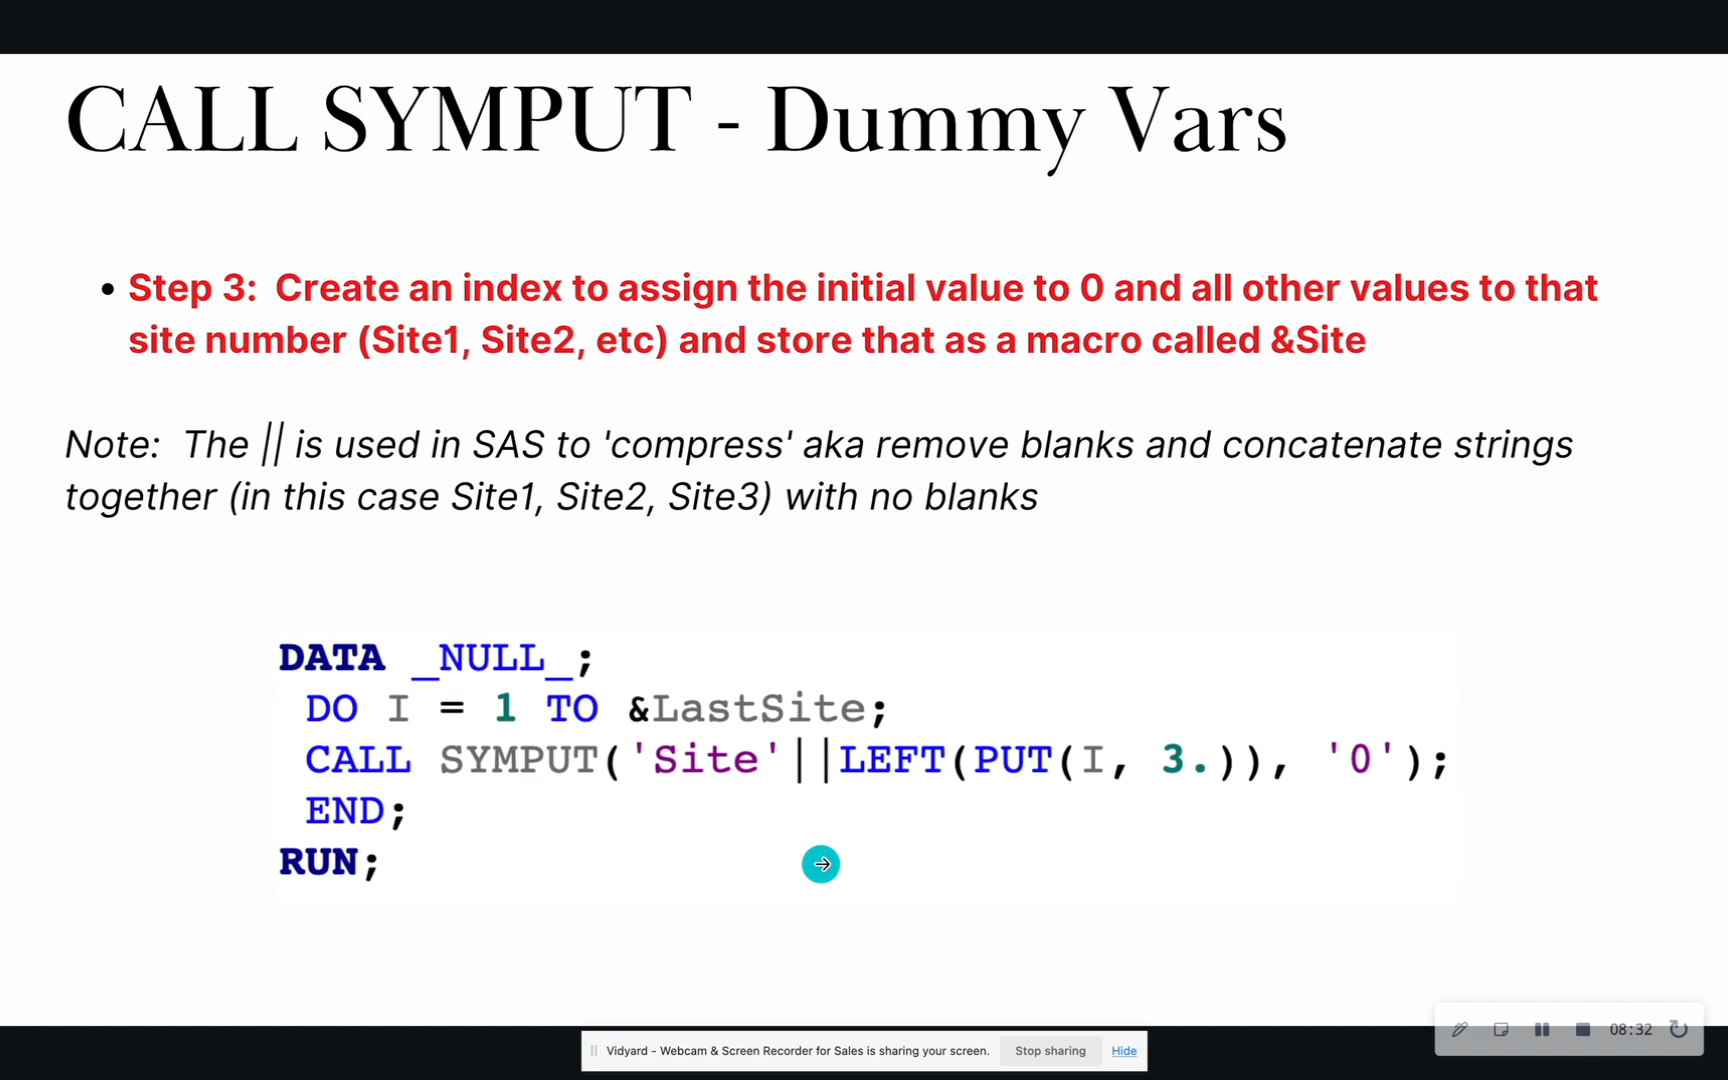 CALL SYMPUT - Dummy Vars
• Step 3:  Create an index to assign the initial value to 0 and all other values to that
site number (Site1, Site2, etc) and store that as a macro called &Site
Note:  The || is used in SAS to 'compress' aka remove blanks and concatenate strings
together (in this case Site1, Site2, Site3) with no blanks
DATA _NULL_;
DO I = 1 TO &LastSite;
CALL SYMPUT('Site'||LEFT(PUT(I, 3.)), '0');
END;
RUN;
08:32
Vidyard - Webcam & Screen Recorder for Sales is sharing your screen. Stop sharing Hide